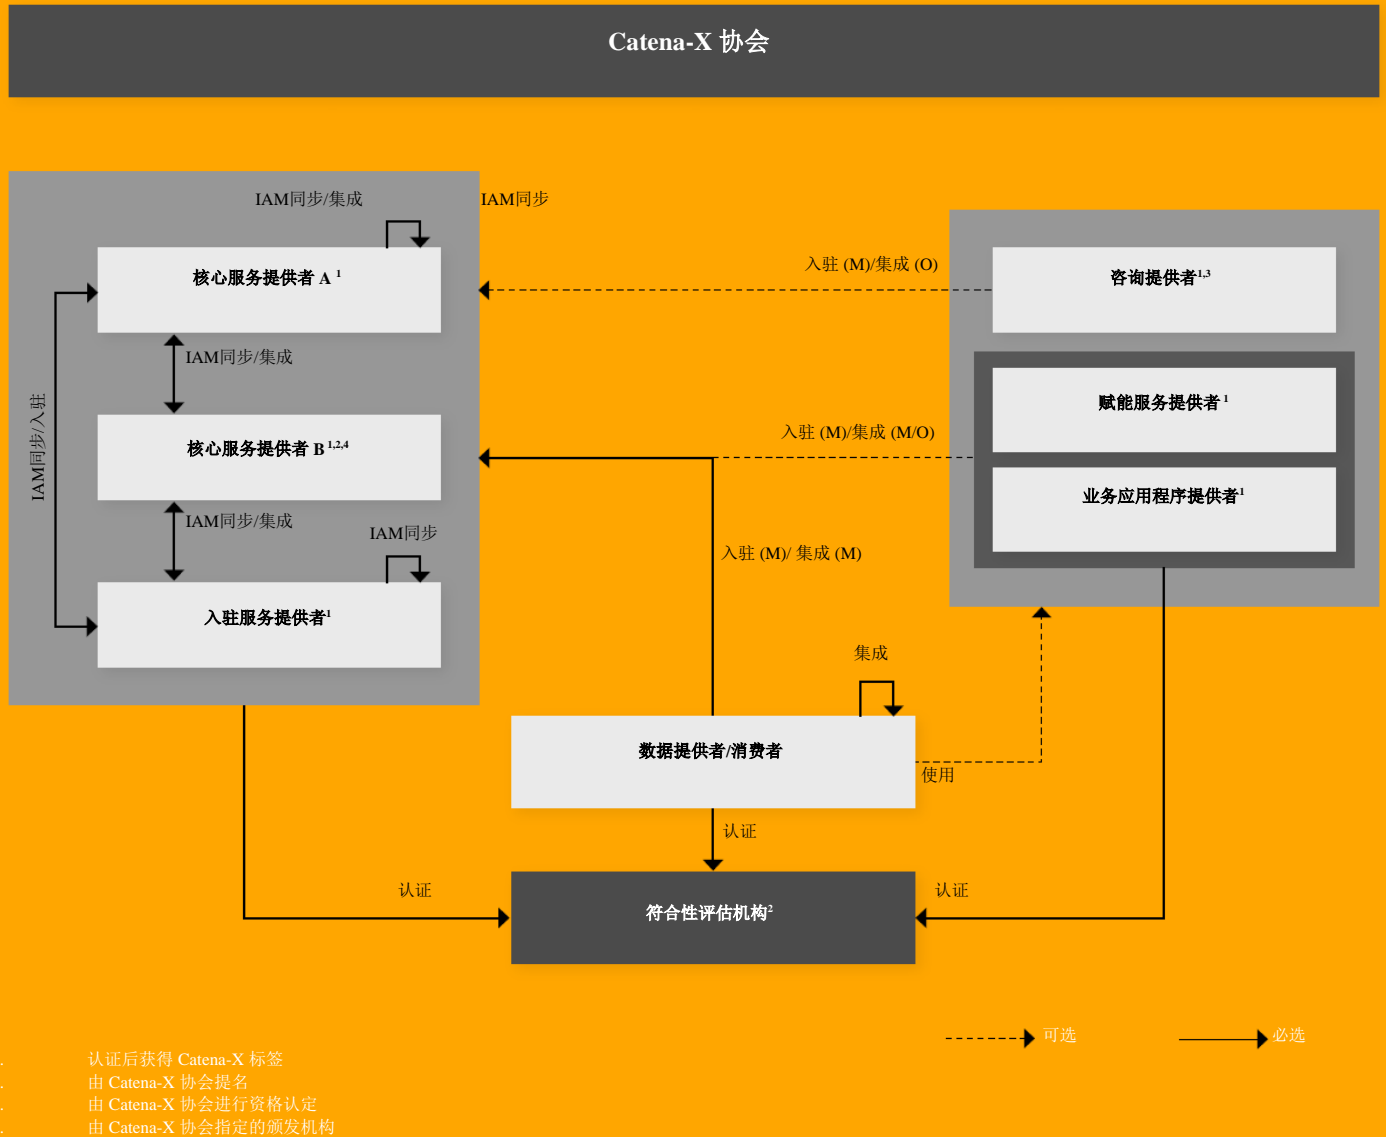 Catena-X 协会
IAM同步/集成
IAM同步
核心服务提供者 A ¹
入驻 (M)/集成 (O)
咨询提供者¹,³
IAM同步/集成
IAM同步/入驻
赋能服务提供者 ¹
入驻 (M)/集成 (M/O)
核心服务提供者 B ¹,²,⁴
业务应用程序提供者¹
IAM同步/集成
IAM同步
入驻 (M)/ 集成 (M)
入驻服务提供者¹
集成
数据提供者/消费者
使用
认证
认证
认证
符合性评估机构²
可选
必选
. 认证后获得 Catena-X 标签
. 由 Catena-X 协会提名
. 由 Catena-X 协会进行资格认定
. 由 Catena-X 协会指定的颁发机构